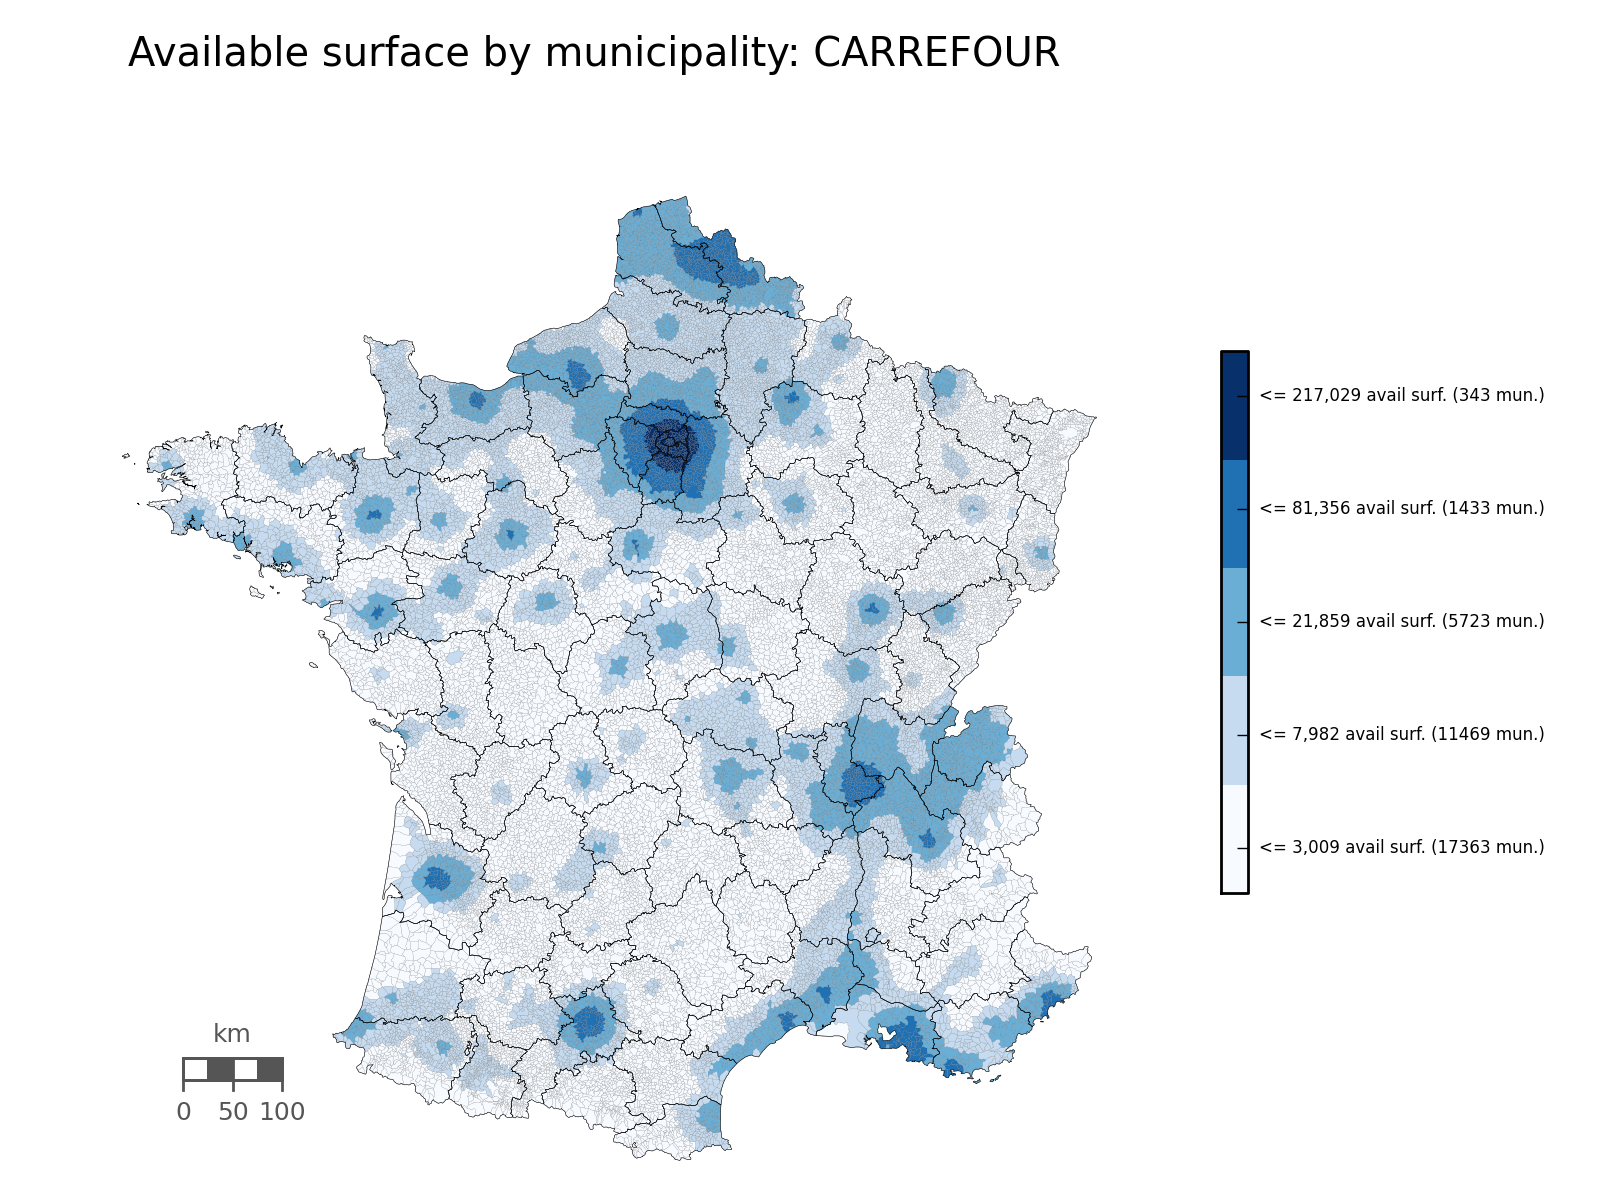 Available surface by municipality: CARREFOUR
<= 217,029 avail surf. (343 mun.)
<= 81,356 avail surf. (1433 mun.)
<= 21,859 avail surf. (5723 mun.)
<= 7,982 avail surf. (11469 mun.)
<= 3,009 avail surf. (17363 mun.)
km
0 50 100